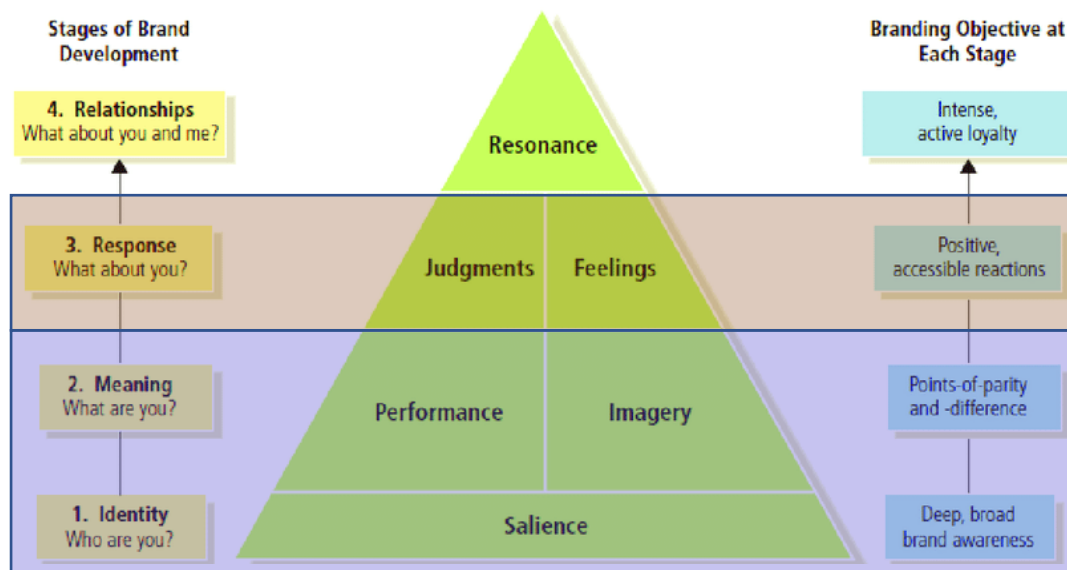 Stages of Brand
Development
4. Relationships
What about you and me?
3. Response
What about you?
2. Meaning
What are you?
1. Identity
Who are you?
Resonance
Judgments
Feelings
Performance
Imagery
Salience
Branding Objective at
Each Stage
Intense,
active loyalty
Positive,
accessible reactions
Points-of-parity
and -difference
Deep, broad
brand awareness